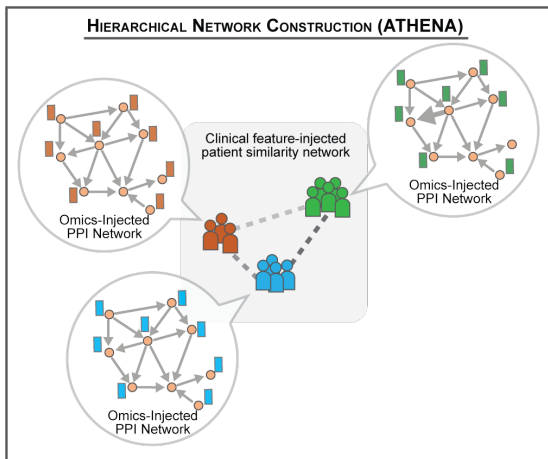 HIERARCHICAL NETWORK CONSTRUCTION (ATHENA)
Clinical feature-injected
patient similarity network
Omics-Injected
PPI Network
Omics-Injected
PPI Network
Omics-Injected
PPI Network